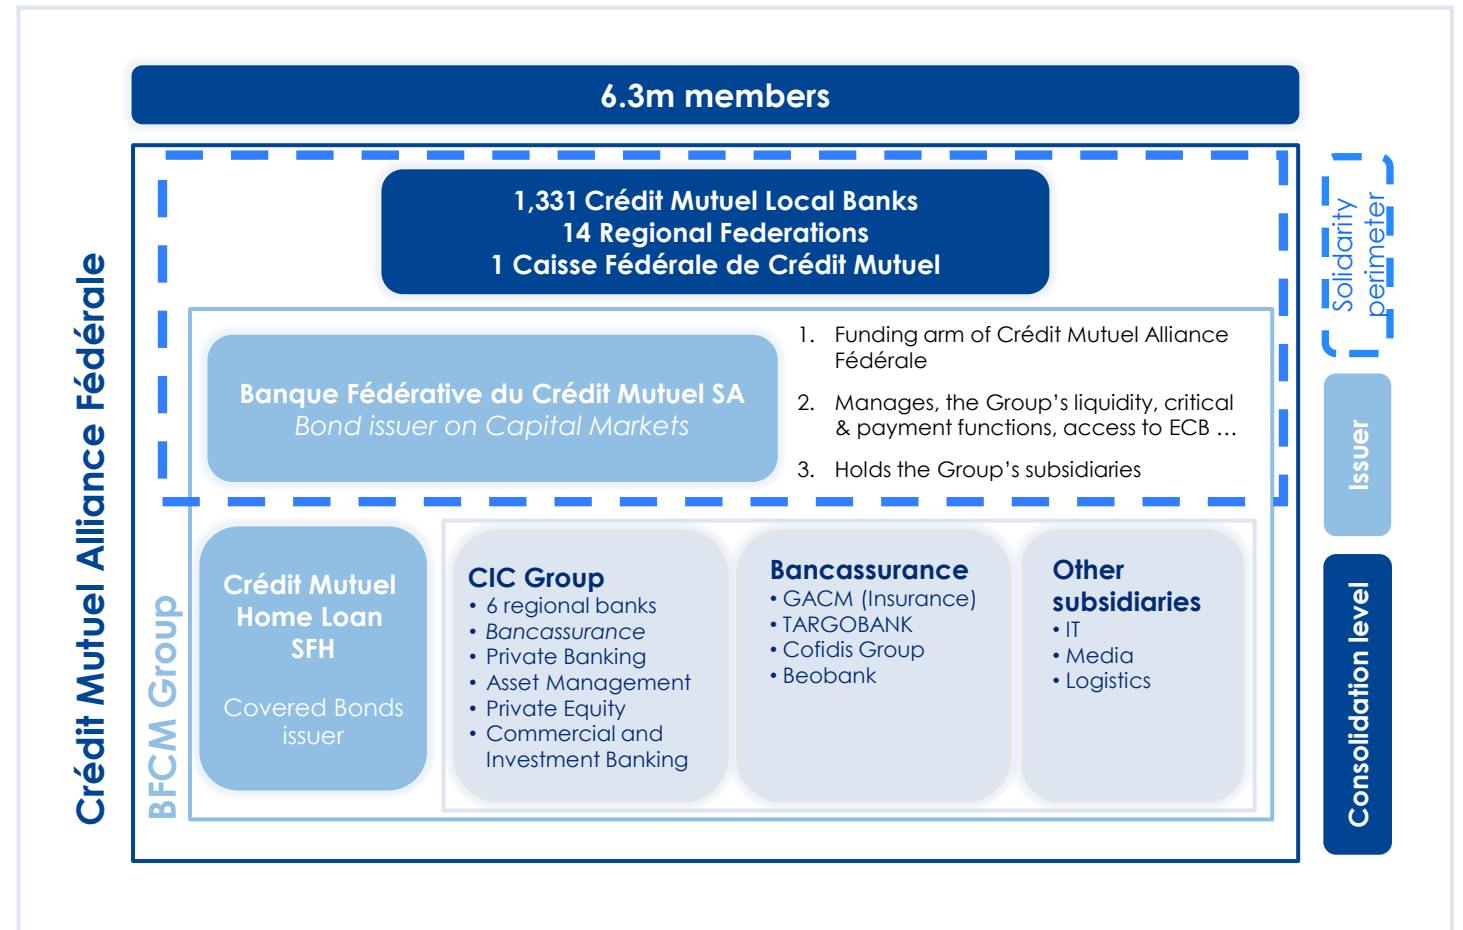 6.3m members
Crédit Mutuel Alliance Fédérale
1,331 Crédit Mutuel Local Banks
14 Regional Federations
1 Caisse Fédérale de Crédit Mutuel
BFCM Group
Banque Fédérative du Crédit Mutuel SA
Bond issuer on Capital Markets
1. Funding arm of Crédit Mutuel Alliance
Fédérale
2. Manages, the Group’s liquidity, critical
& payment functions, access to ECB …
3. Holds the Group’s subsidiaries
Crédit Mutuel
Home Loan
SFH
Covered Bonds
issuer
CIC Group
• 6 regional banks
• Bancassurance
• Private Banking
• Asset Management
• Private Equity
• Commercial and
Investment Banking
Bancassurance
• GACM (Insurance)
• TARGOBANK
• Cofidis Group
• Beobank
Other
subsidiaries
• IT
• Media
• Logistics
Solidarity
perimeter
Issuer
Consolidation level